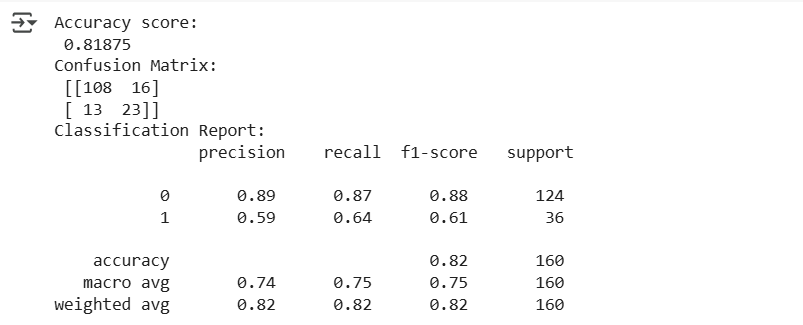 Accuracy score:
0.81875
Confusion Matrix:
[[108 16]
[ 13 23]]
Classification Report:
precision recall f1-score support
0 0.89 0.87 0.88 124
1 0.59 0.64 0.61 36
accuracy 0.82 160
macro avg 0.74 0.75 0.75 160
weighted avg 0.82 0.82 0.82 160